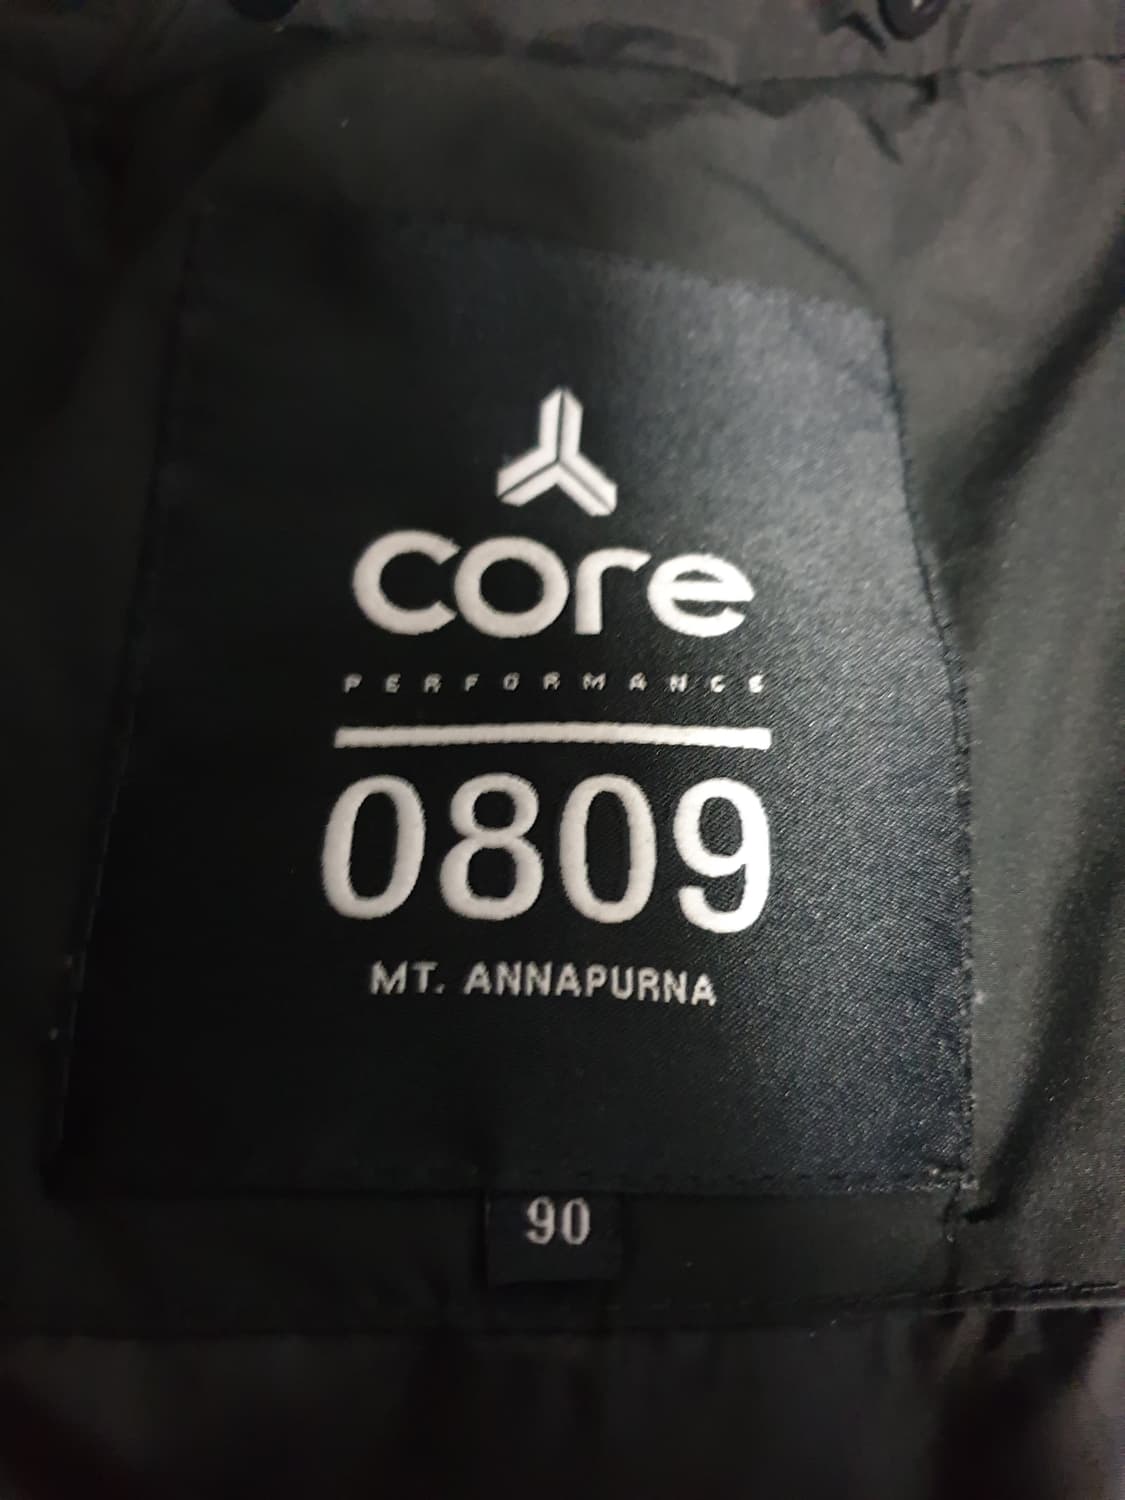 core
PERFORMANCE
0809
MT. ANNAPURNA
90